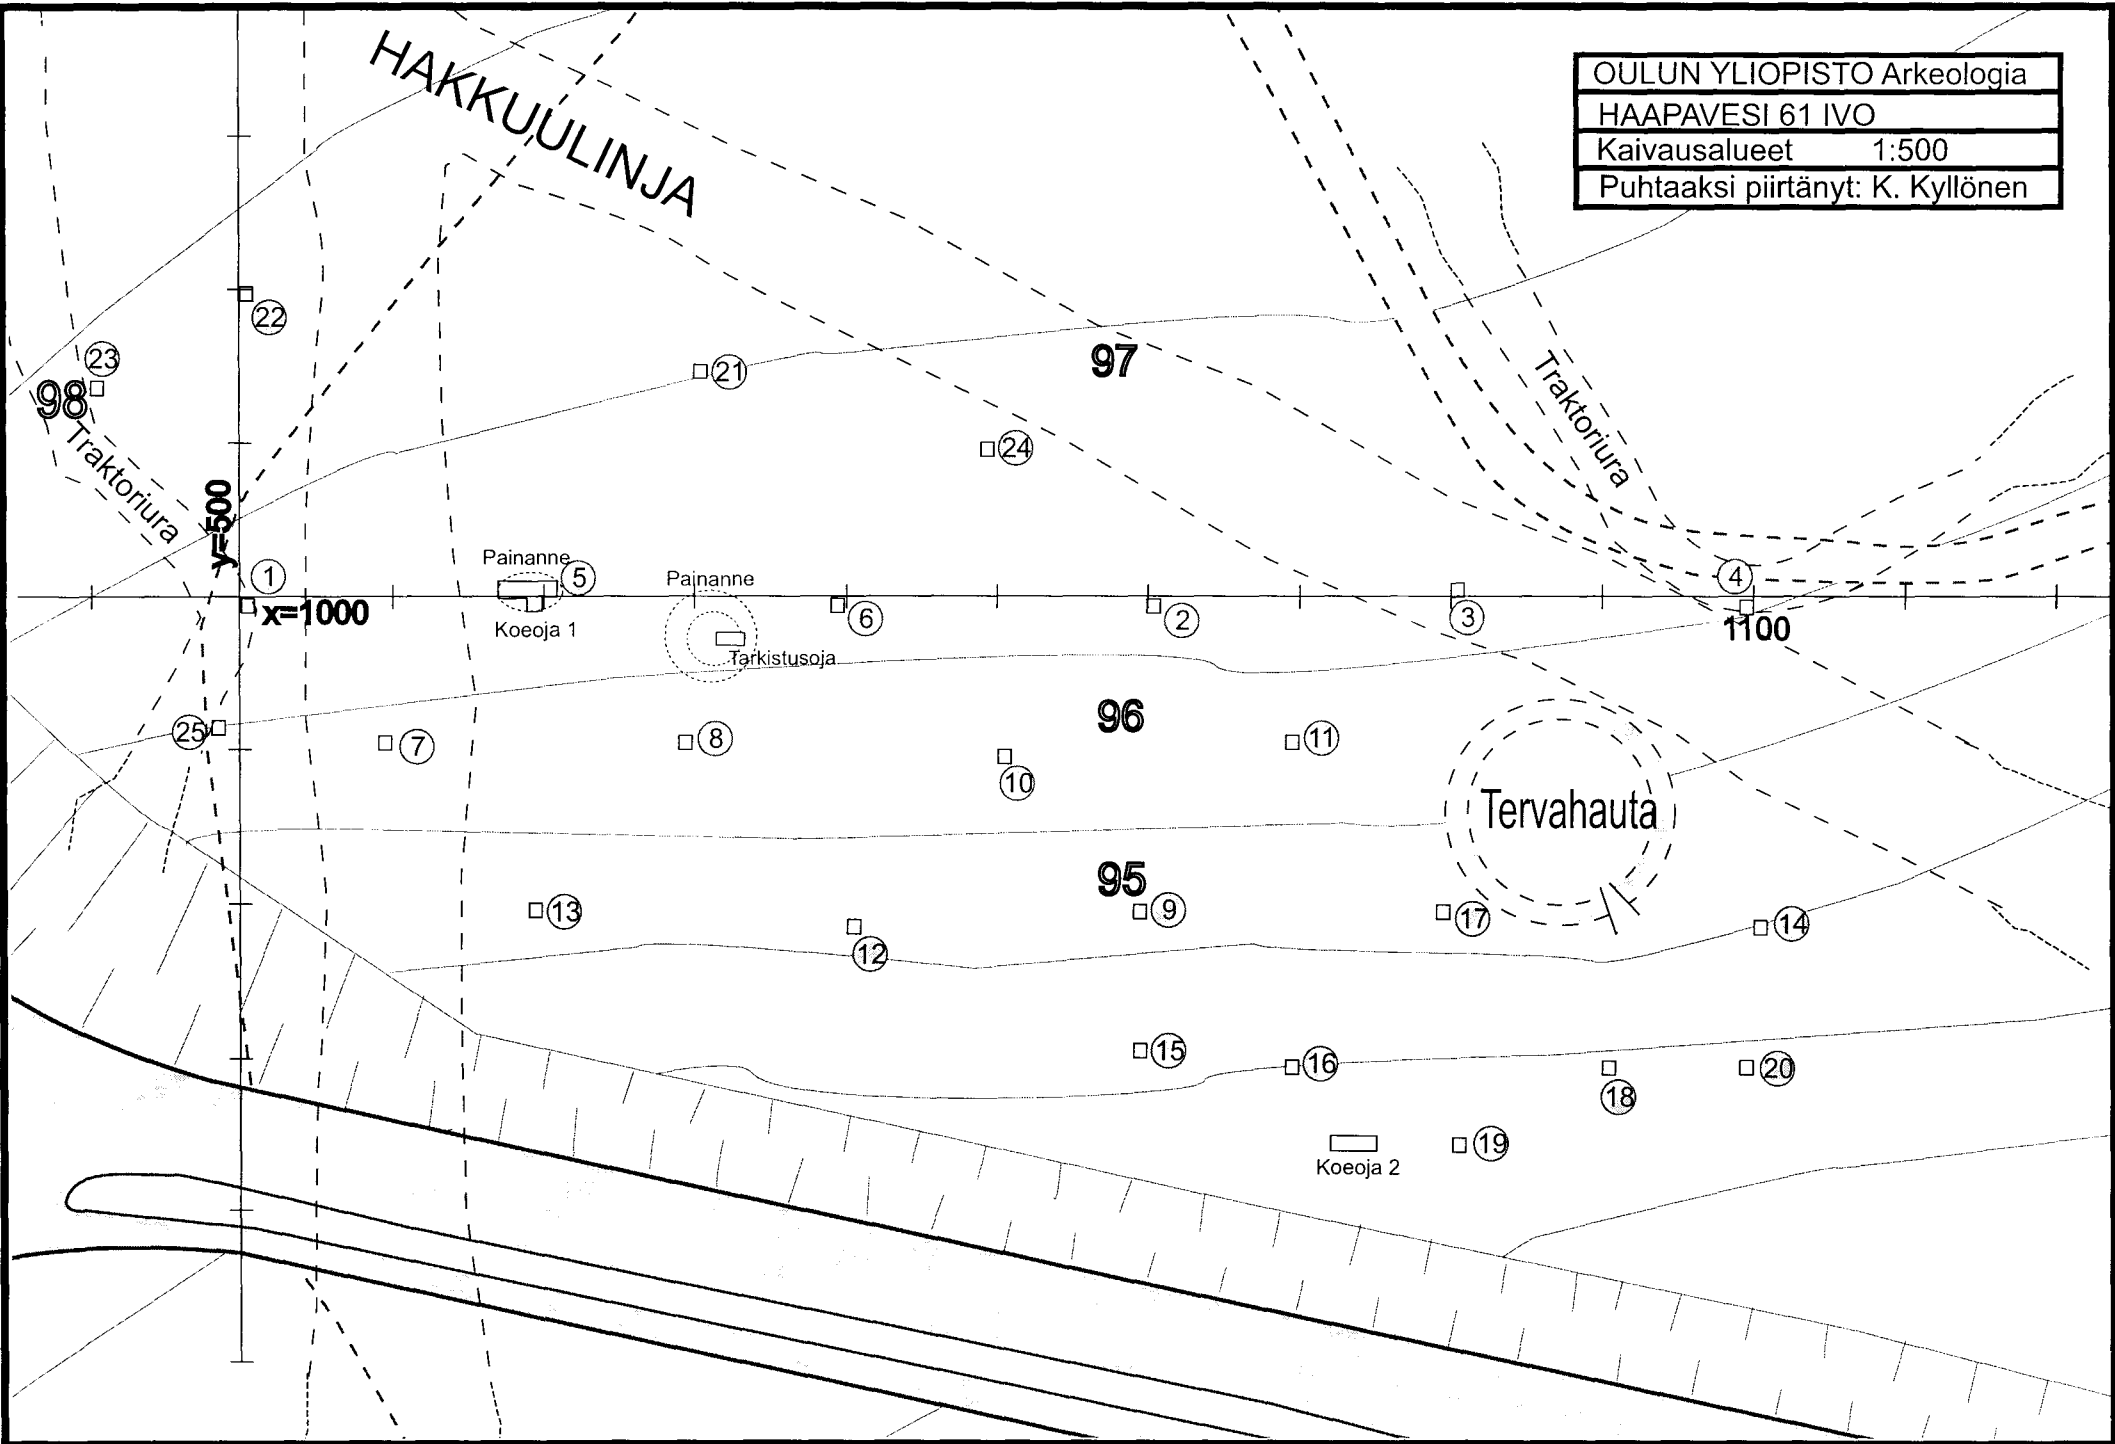 HAKKUULINJA
OULUN YLIOPISTO Arkeologia
HAAPAVESI 61 IVO
Kaivausalueet 1:500
Puhtaaksi piirtänyt: K. Kyllönen
22
23
98
21
97
Traktoriura
24
Traktoriura
y=500
1
x=1000
Painanne
5
Koeoja 1
Painanne
Tarkistusoja
6
2
3
4
1100
25
7
8
96
10
11
Tervahauta
95
13
12
9
17
14
15
16
18
20
19
Koeoja 2